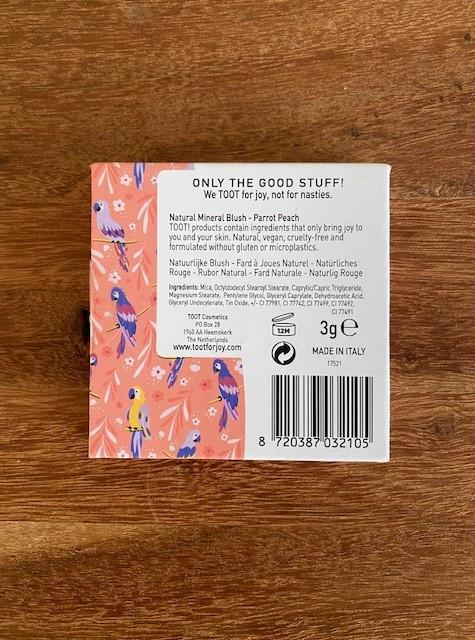 ONLY THE GOOD STUFF!
We TOOT for joy, not for nasties.
Natural Mineral Blush - Parrot Peach
TOOT! products contain ingredients that only bring joy to
you and your skin. Natural, vegan, cruelty-free and
formulated without gluten or microplastics.
Natuurlijke Blush - Fard à Joues Naturel - Natürliches
Rouge - Rubor Natural - Fard Naturale - Naturlig Rouge
Ingredients: Mica, Octyldodecyl Stearoyl Stearate, Caprylic/Capric Triglyceride,
Magnesium Stearate, Pentylene Glycol, Glyceryl Caprylate, Dehydroacetic Acid,
Glyceryl Undecylenate, Tin Oxide, +/- CI 77981, CI 77742, CI 77499, CI 77492,
CI 77491
TOOT Cosmetics
PO Box 28
1960 AA Heemskerk
The Netherlands
www.tootforjoy.com
12M
3g e
MADE IN ITALY
17521
8 720387 032105